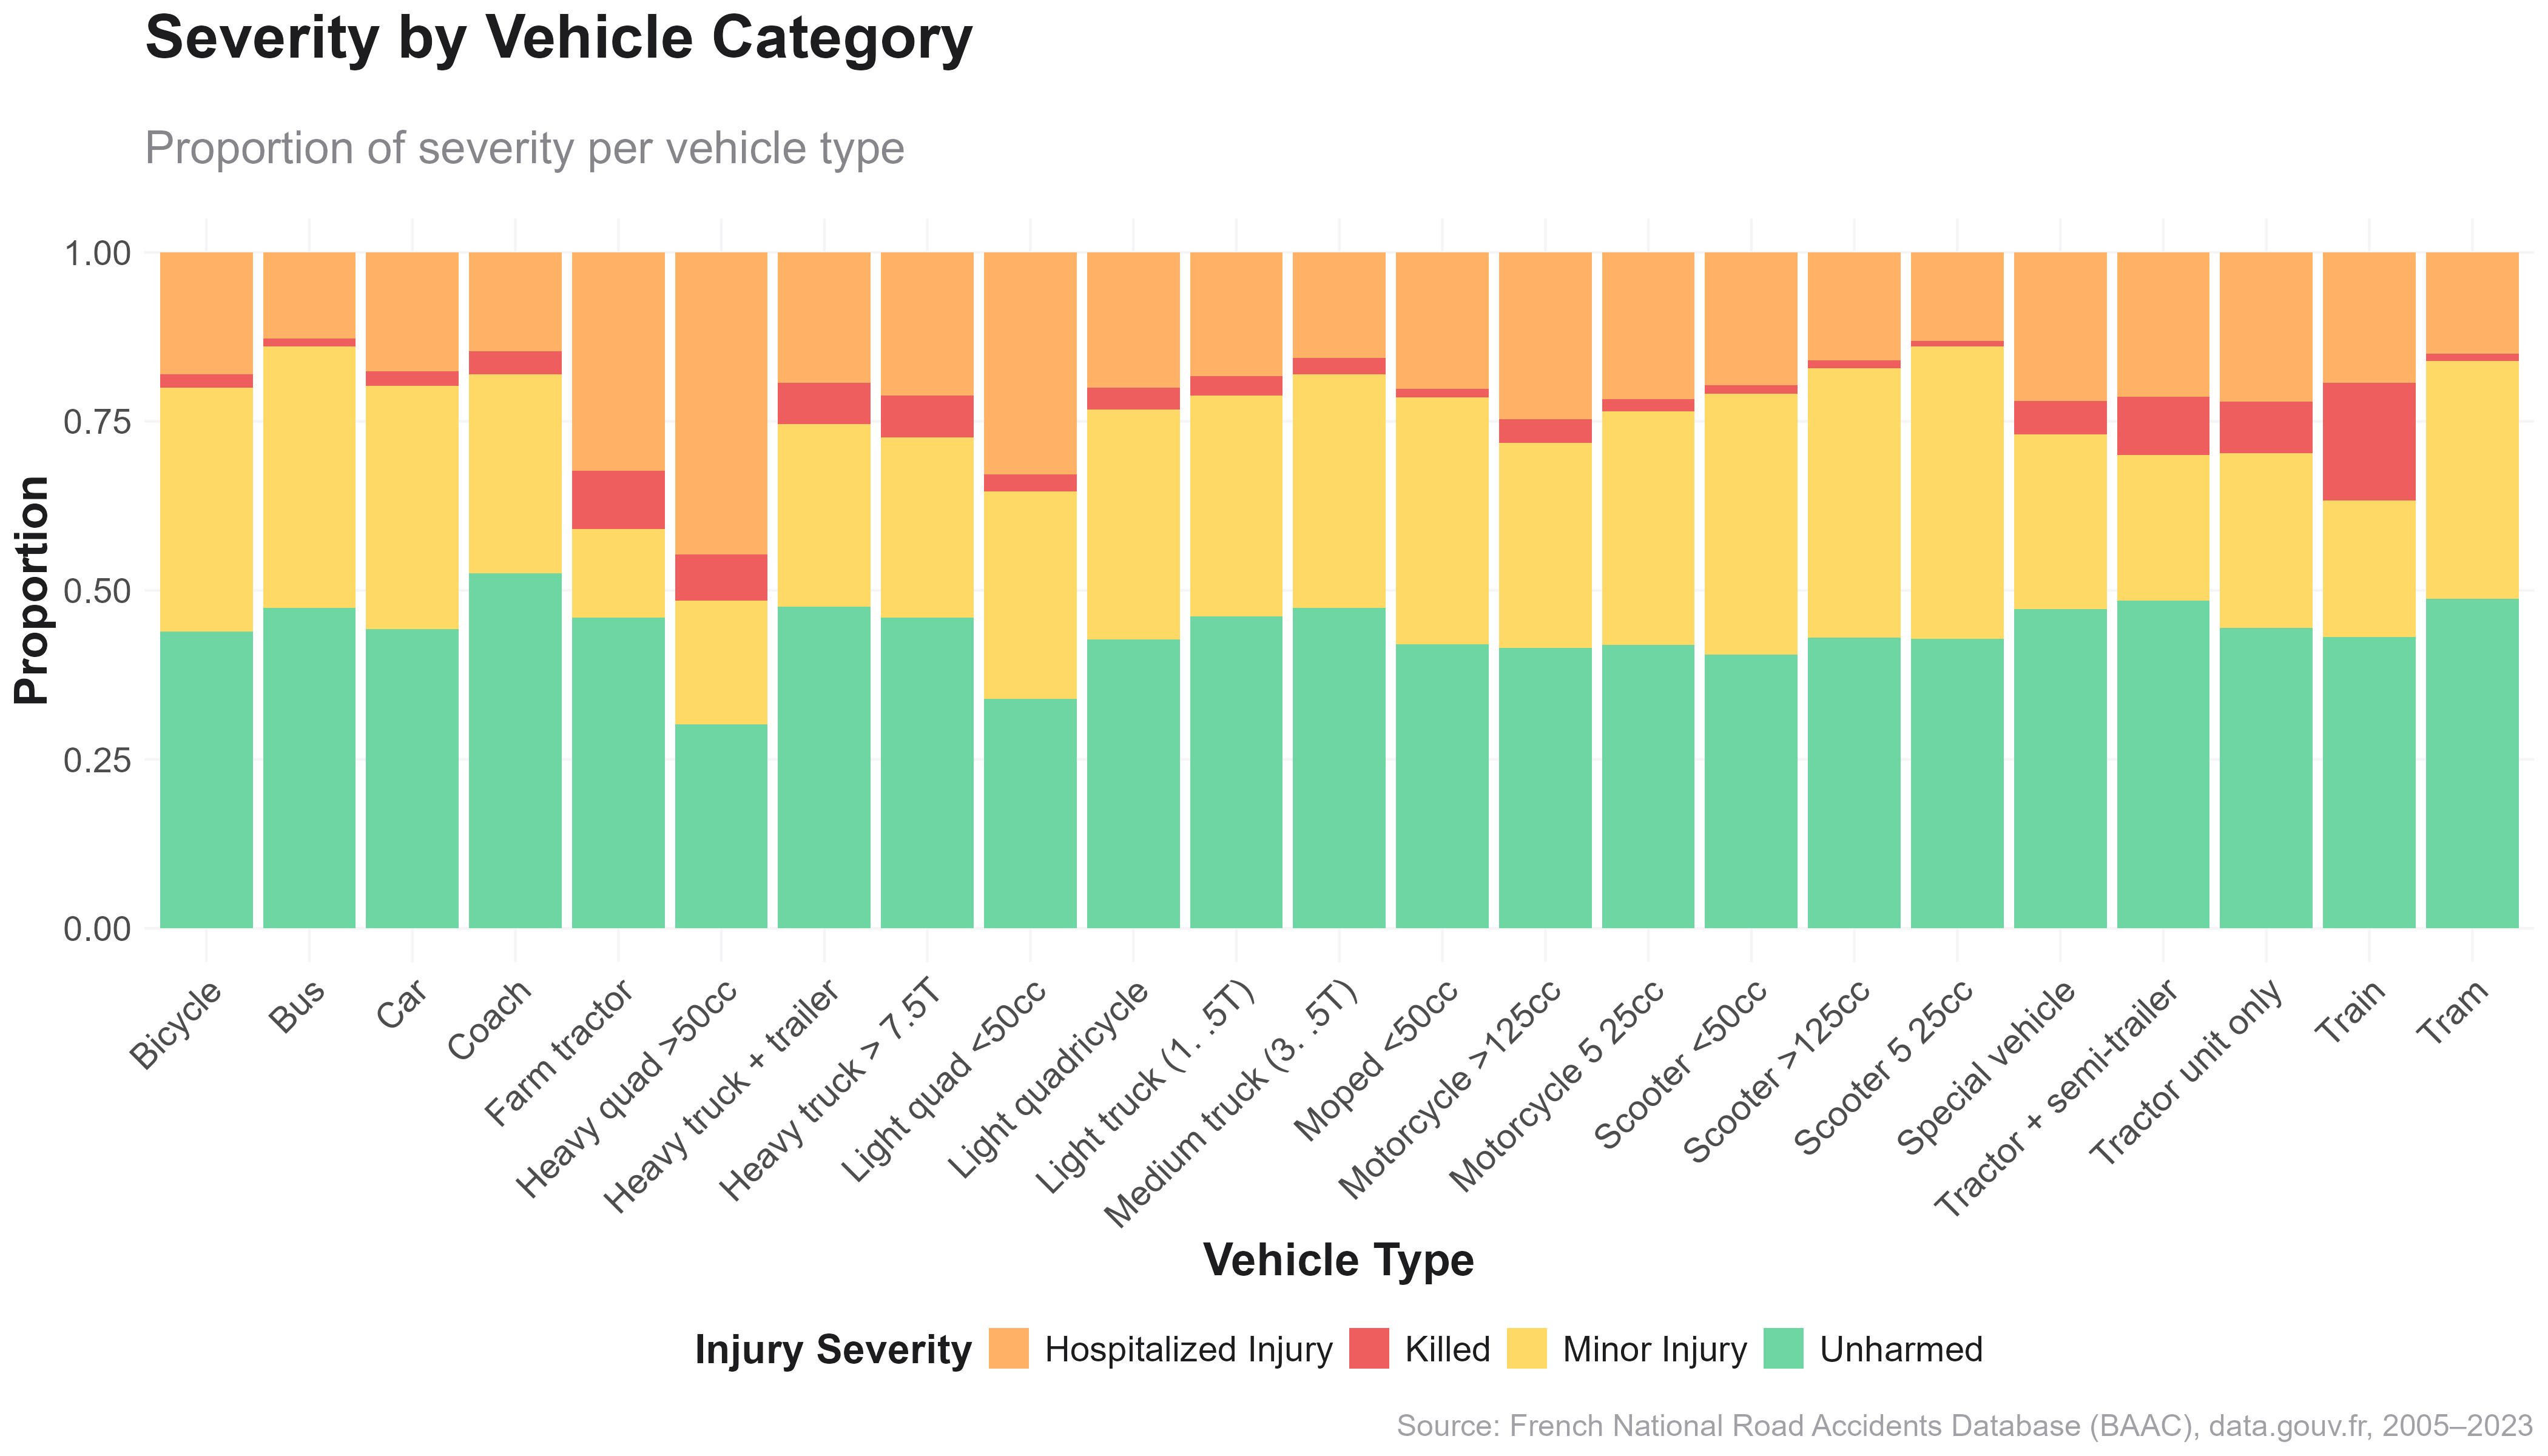 Severity by Vehicle Category
Proportion of severity per vehicle type
Proportion
1.00
0.75
0.50
0.25
0.00
Bicycle
Bus
Car
Coach
Farm tractor
Heavy quad >50cc
Heavy truck + trailer
Heavy truck > 7.5T
Light quad <50cc
Light quadricycle
Light truck (1. .5T)
Medium truck (3. .5T)
Moped <50cc
Motorcycle >125cc
Motorcycle 5 25cc
Scooter <50cc
Scooter >125cc
Scooter 5 25cc
Special vehicle
Tractor + semi-trailer
Tractor unit only
Train
Tram
Vehicle Type
Injury Severity Hospitalized Injury Killed Minor Injury Unharmed
Source: French National Road Accidents Database (BAAC), data.gouv.fr, 2005–2023